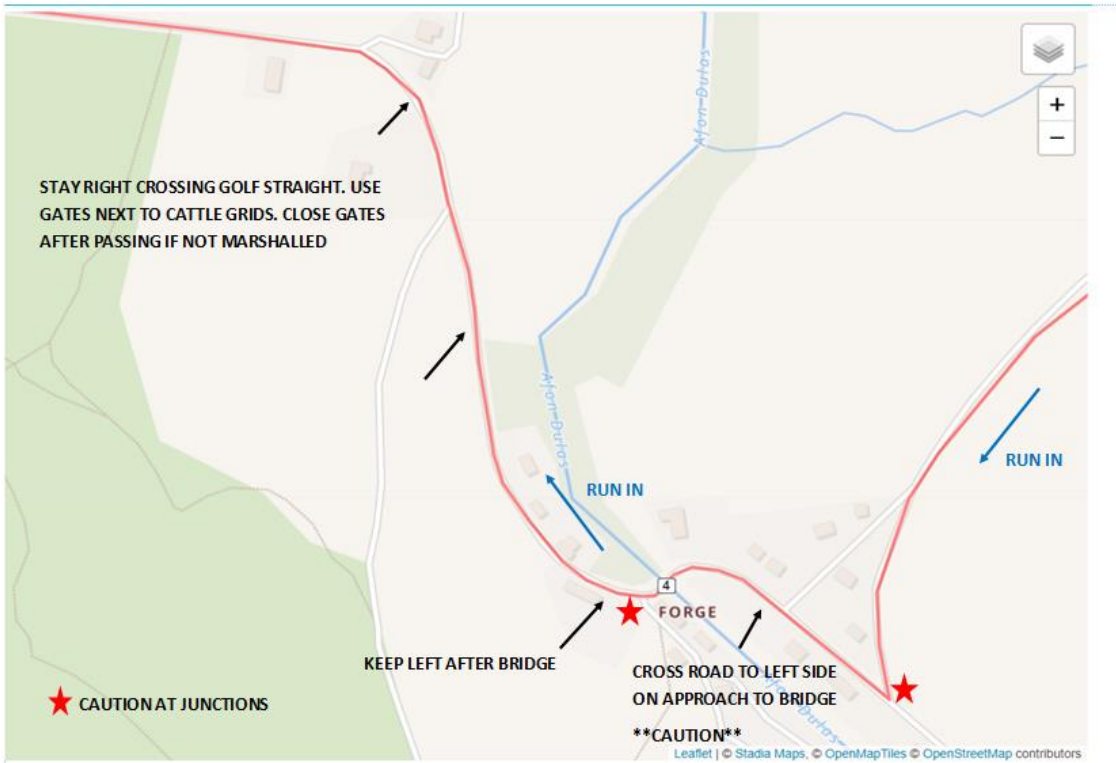 Afon Dulas
+
−
STAY RIGHT CROSSING GOLF STRAIGHT. USE
GATES NEXT TO CATTLE GRIDS. CLOSE GATES
AFTER PASSING IF NOT MARSHALLED
Afon Dulas
RUN IN
RUN IN
4
FORGE
KEEP LEFT AFTER BRIDGE
CROSS ROAD TO LEFT SIDE
ON APPROACH TO BRIDGE
**CAUTION**
Afon Dulas
CAUTION AT JUNCTIONS
Leaflet | © Stadia Maps, © OpenMapTiles © OpenStreetMap contributors